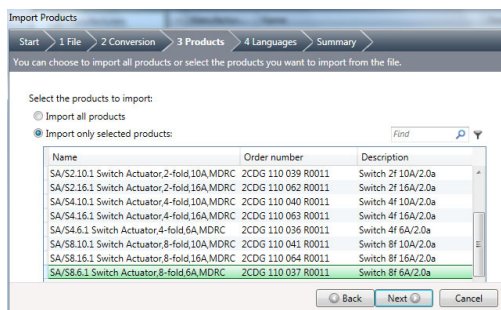 Import Products
Start 1 File 2 Conversion 3 Products 4 Languages Summary
You can choose to import all products or select the products you want to import from the file.
Select the products to import:
Import all products
Import only selected products:
Find
Name Order number Description
SA/S2.10.1 Switch Actuator,2-fold,10A,MDRC 2CDG 110 039 R0011 Switch 2f 10A/2.0a
SA/S2.16.1 Switch Actuator,2-fold,16A,MDRC 2CDG 110 062 R0011 Switch 2f 16A/2.0a
SA/S4.10.1 Switch Actuator,4-fold,10A,MDRC 2CDG 110 040 R0011 Switch 4f 10A/2.0a
SA/S4.16.1 Switch Actuator,4-fold,16A,MDRC 2CDG 110 063 R0011 Switch 4f 16A/2.0a
SA/S4.6.1 Switch Actuator,4-fold,6A,MDRC 2CDG 110 036 R0011 Switch 4f 6A/2.0a
SA/S8.10.1 Switch Actuator,8-fold,10A,MDRC 2CDG 110 041 R0011 Switch 8f 10A/2.0a
SA/S8.16.1 Switch Actuator,8-fold,16A,MDRC 2CDG 110 064 R0011 Switch 8f 16A/2.0a
SA/S8.6.1 Switch Actuator,8-fold,6A,MDRC 2CDG 110 037 R0011 Switch 8f 6A/2.0a
Back Next Cancel